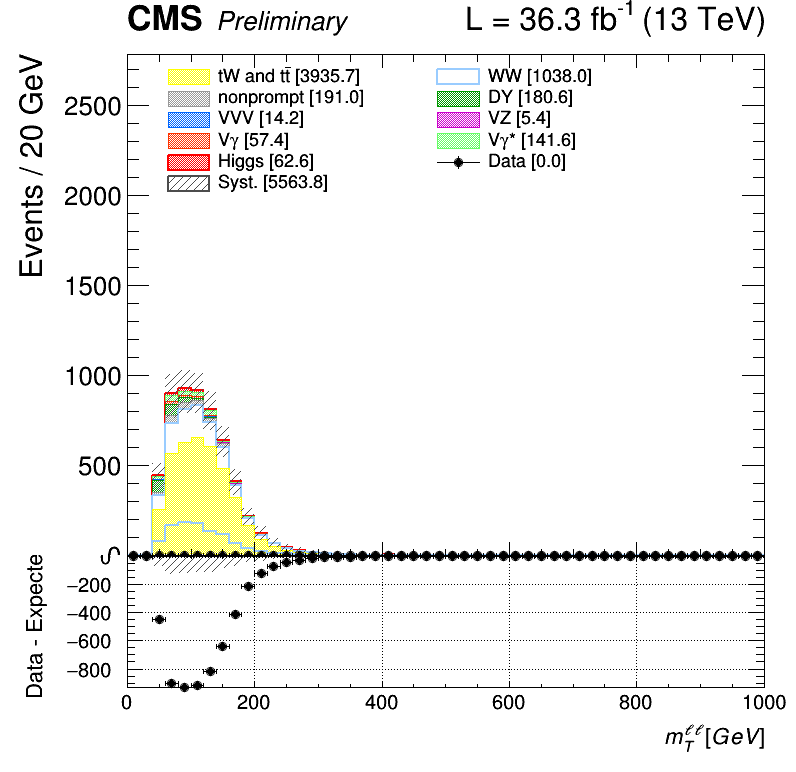 CMS Preliminary L = 36.3 fb⁻¹ (13 TeV)
Events / 20 GeV
2500
2000
1500
1000
500
0
tW and tt̄ [3935.7]
nonprompt [191.0]
VVV [14.2]
Vγ [57.4]
Higgs [62.6]
Syst. [5563.8]
WW [1038.0]
DY [180.6]
VZ [5.4]
Vγ* [141.6]
Data [0.0]
Data - Expecte
−200
−400
−600
−800
0 200 400 600 800 1000
m_T^ℓℓ [GeV]